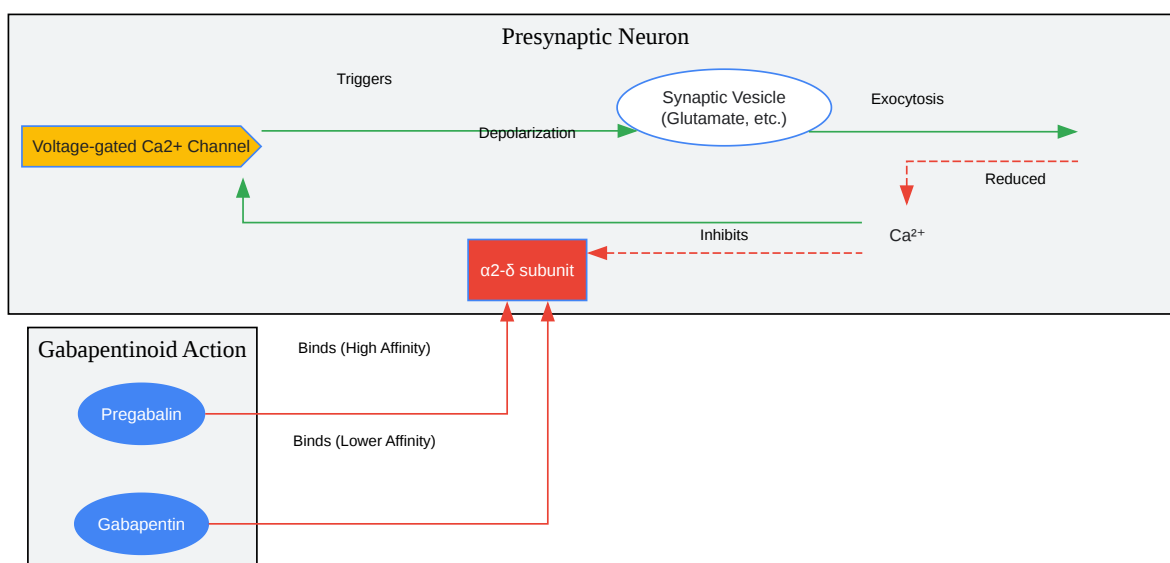 Presynaptic Neuron
Triggers
Synaptic Vesicle
(Glutamate, etc.)
Exocytosis
Depolarization
Voltage-gated Ca2+ Channel
Reduced
Inhibits
Ca²⁺
α2-δ subunit
Gabapentinoid Action
Binds (High Affinity)
Pregabalin
Binds (Lower Affinity)
Gabapentin